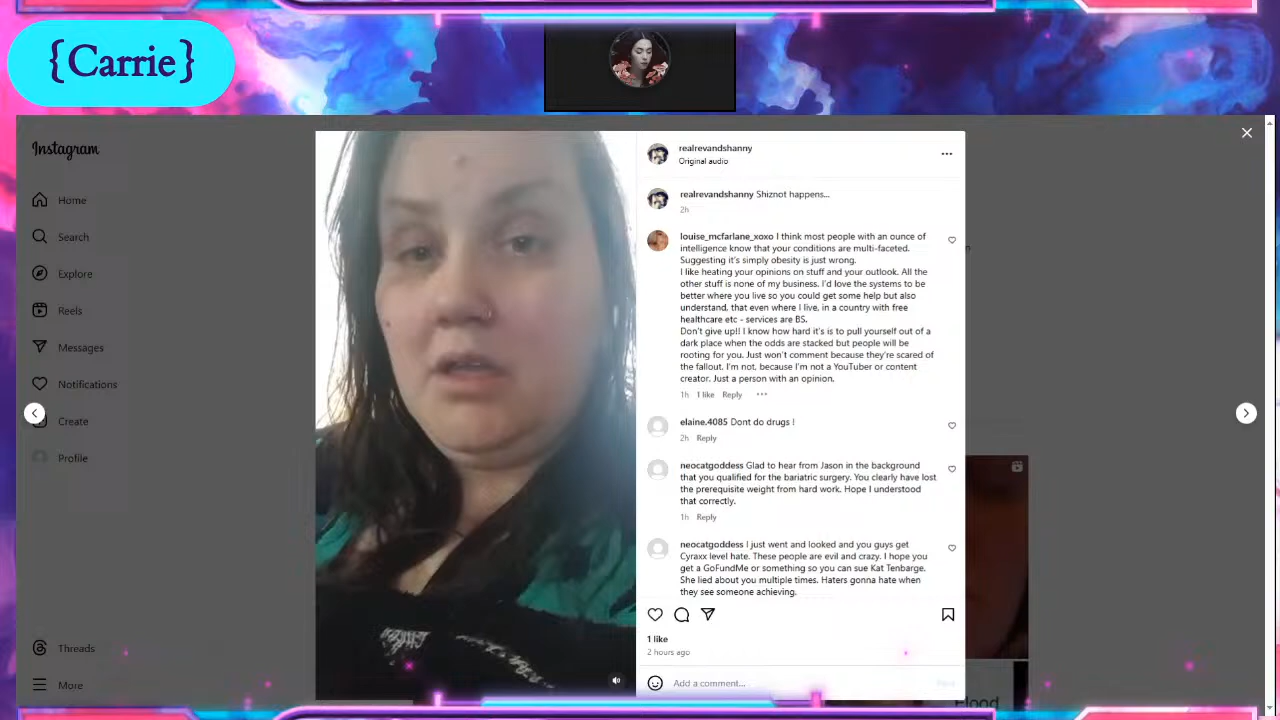 {Carrie}
Instagram
Home
Search
Explore
Reels
Messages
Notifications
Create
Profile
Threads
More
realrevandshanny
Original audio
realrevandshanny Shiznot happens...
2h
louise_mcfarlane_xoxo I think most people with an ounce of
intelligence know that your conditions are multi-faceted.
Suggesting it's simply obesity is just wrong.
I like heating your opinions on stuff and your outlook. All the
other stuff is none of my business. I'd love the systems to be
better where you live so you could get some help but also
understand, that even where I live, in a country with free
healthcare etc - services are BS.
Don't give up!! I know how hard it's is to pull yourself out of a
dark place when the odds are stacked but people will be
rooting for you. Just won't comment because they're scared of
the fallout. I'm not, because I'm not a YouTuber or content
creator. Just a person with an opinion.
1h 1 like Reply
elaine.4085 Dont do drugs !
2h Reply
neocatgoddess Glad to hear from Jason in the background
that you qualified for the bariatric surgery. You clearly have lost
the prerequisite weight from hard work. Hope I understood
that correctly.
1h Reply
neocatgoddess I just went and looked and you guys get
Cyraxx level hate. These people are evil and crazy. I hope you
get a GoFundMe or something so you can sue Kat Tenbarge.
She lied about you multiple times. Haters gonna hate when
they see someone achieving.
1 like
2 hours ago
Add a comment...